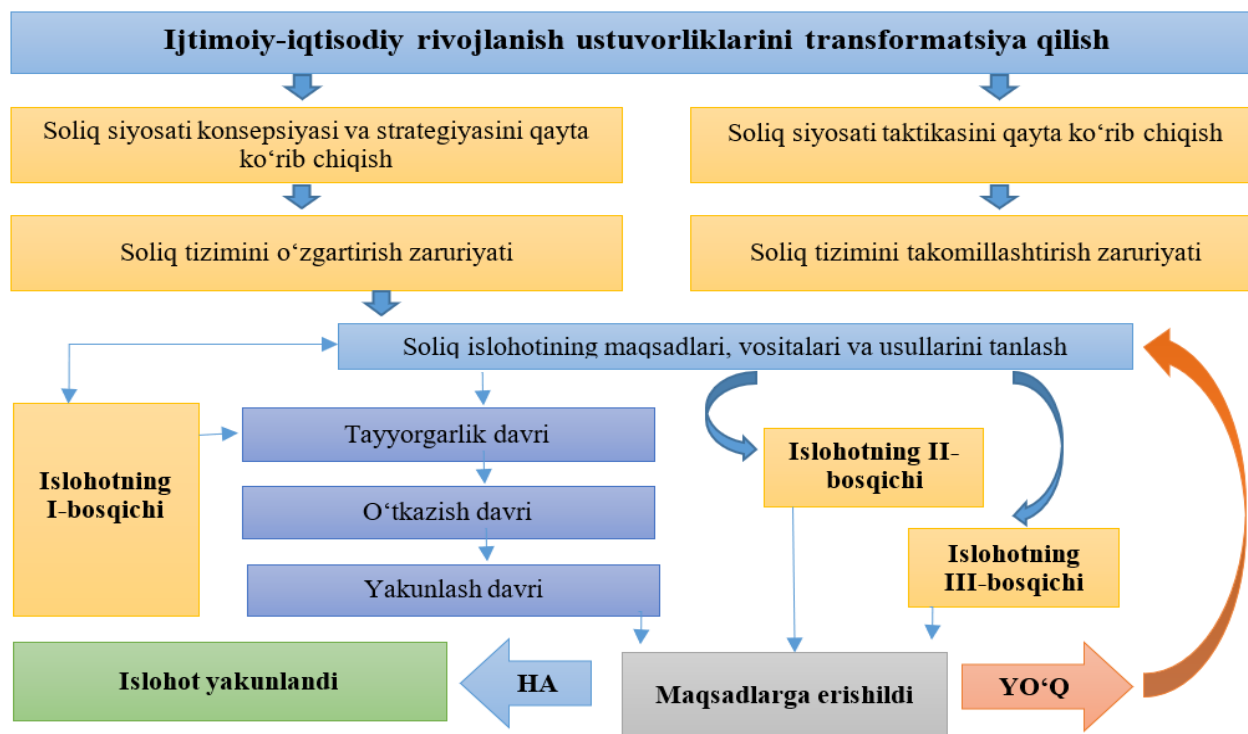 Ijtimoiy-iqtisodiy rivojlanish ustuvorliklarini transformatsiya qilish
Soliq siyosati konsepsiyasi va strategiyasini qayta
ko‘rib chiqish
Soliq siyosati taktikasini qayta ko‘rib chiqish
Soliq tizimini o‘zgartirish zaruriyati
Soliq tizimini takomillashtirish zaruriyati
Soliq islohotining maqsadlari, vositalari va usullarini tanlash
Islohotning
I-bosqichi
Tayyorgarlik davri
O‘tkazish davri
Yakunlash davri
Islohotning II-
bosqichi
Islohotning
III-bosqichi
Islohot yakunlandi
HA
Maqsadlarga erishildi
YO‘Q